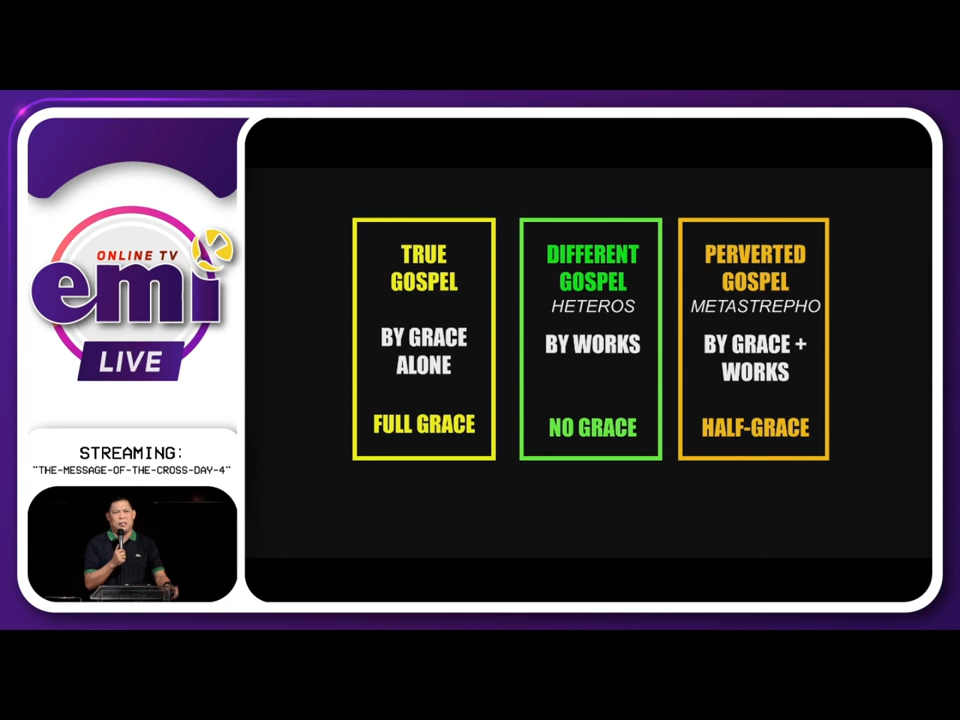 ONLINE TV
emi
LIVE
STREAMING:
"THE-MESSAGE-OF-THE-CROSS-DAY-4"
TRUE
GOSPEL
BY GRACE
ALONE
FULL GRACE
DIFFERENT
GOSPEL
HETEROS
BY WORKS
NO GRACE
PERVERTED
GOSPEL
METASTREPHO
BY GRACE +
WORKS
HALF-GRACE